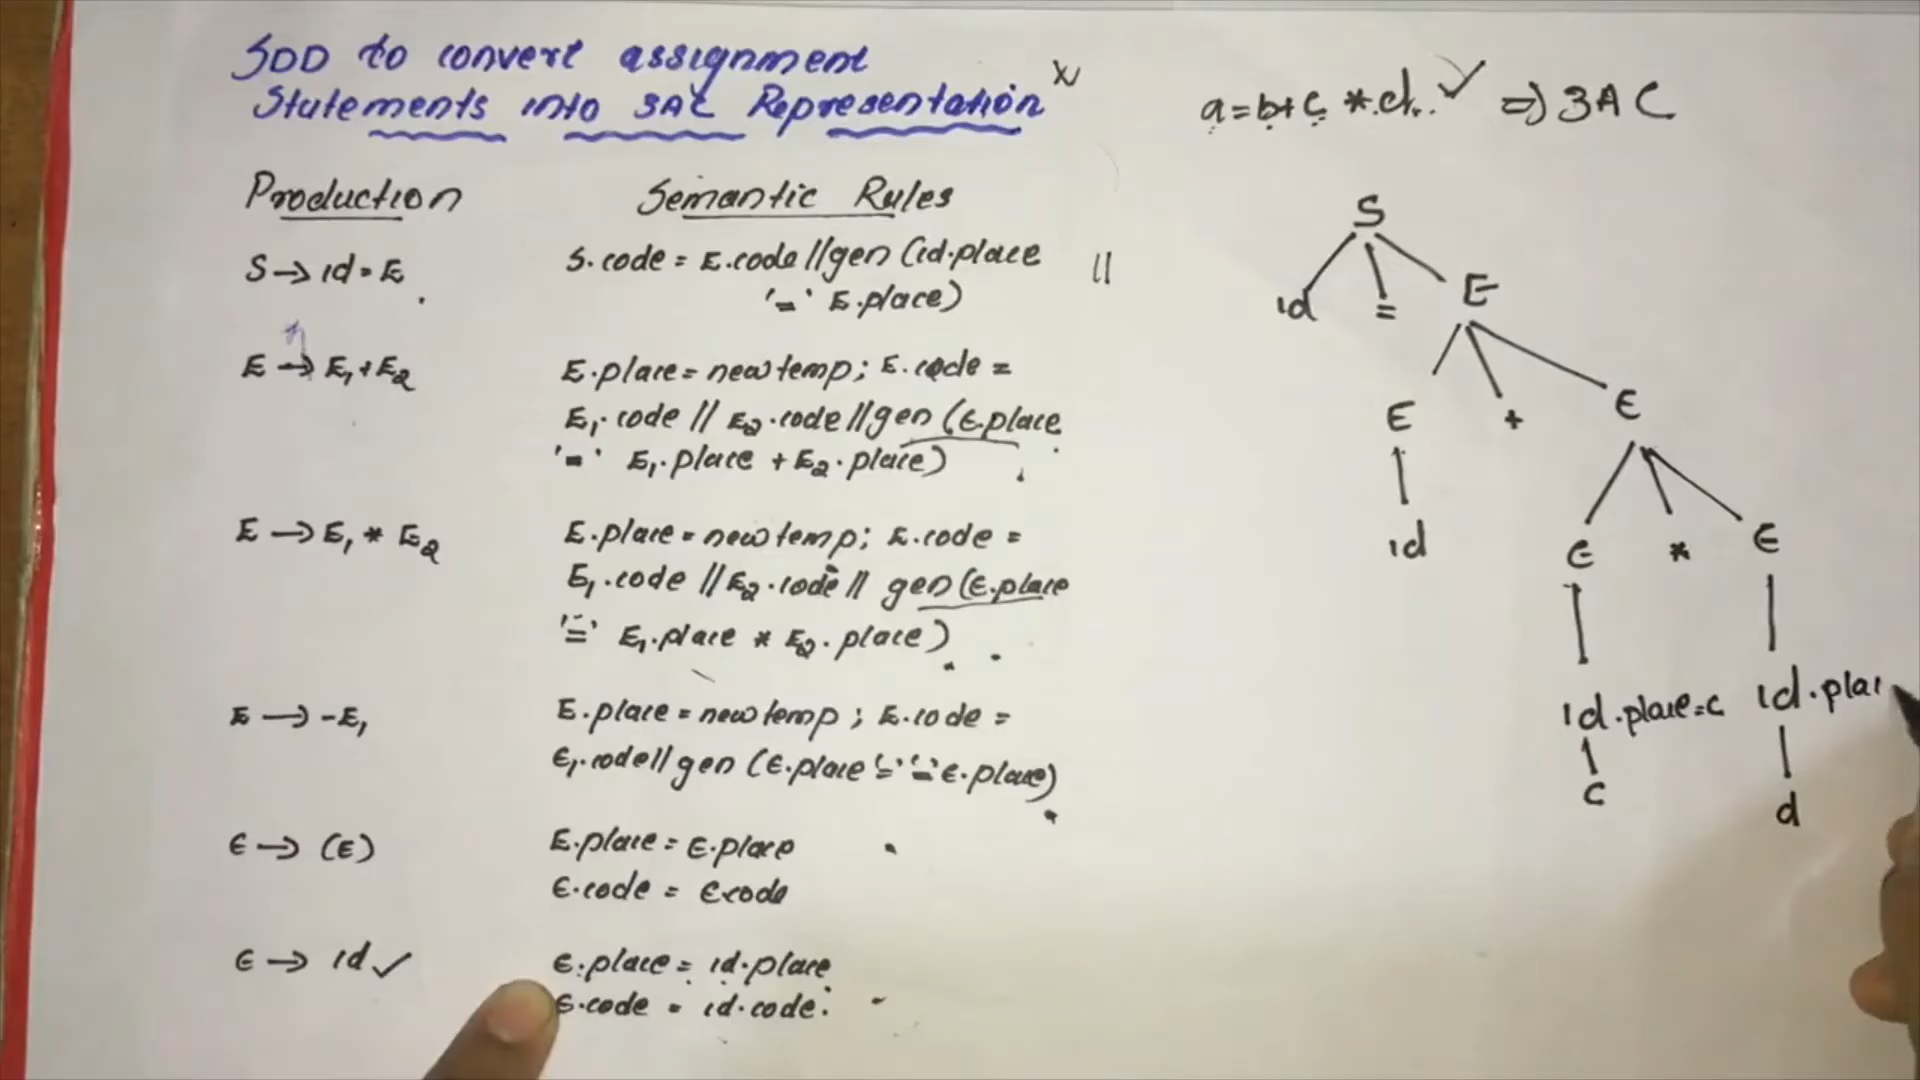 SDD to convert assignment
Statements into 3AC Representation
Production Semantic Rules
S → id = E S.code = E.code //gen (id.place
'=' E.place)
E → E1 + E2 E.place = newtemp; E.code =
E1.code // E2.code //gen (E.place
'=' E1.place + E2.place)
E → E1 * E2 E.place = newtemp; E.code =
E1.code // E2.code // gen (E.place
'=' E1.place * E2.place)
E → -E1 E.place = newtemp; E.code =
E1.code // gen (E.place '=' '-' E.place)
E → (E) E.place = E.place
E.code = E.code
E → id ✓ E.place = id.place
E.code = id.code.
a = b + c * d.. ✓ ⇒ 3AC
||
S
id = E
E + E
id E * E
id.place=c id.plac
c d